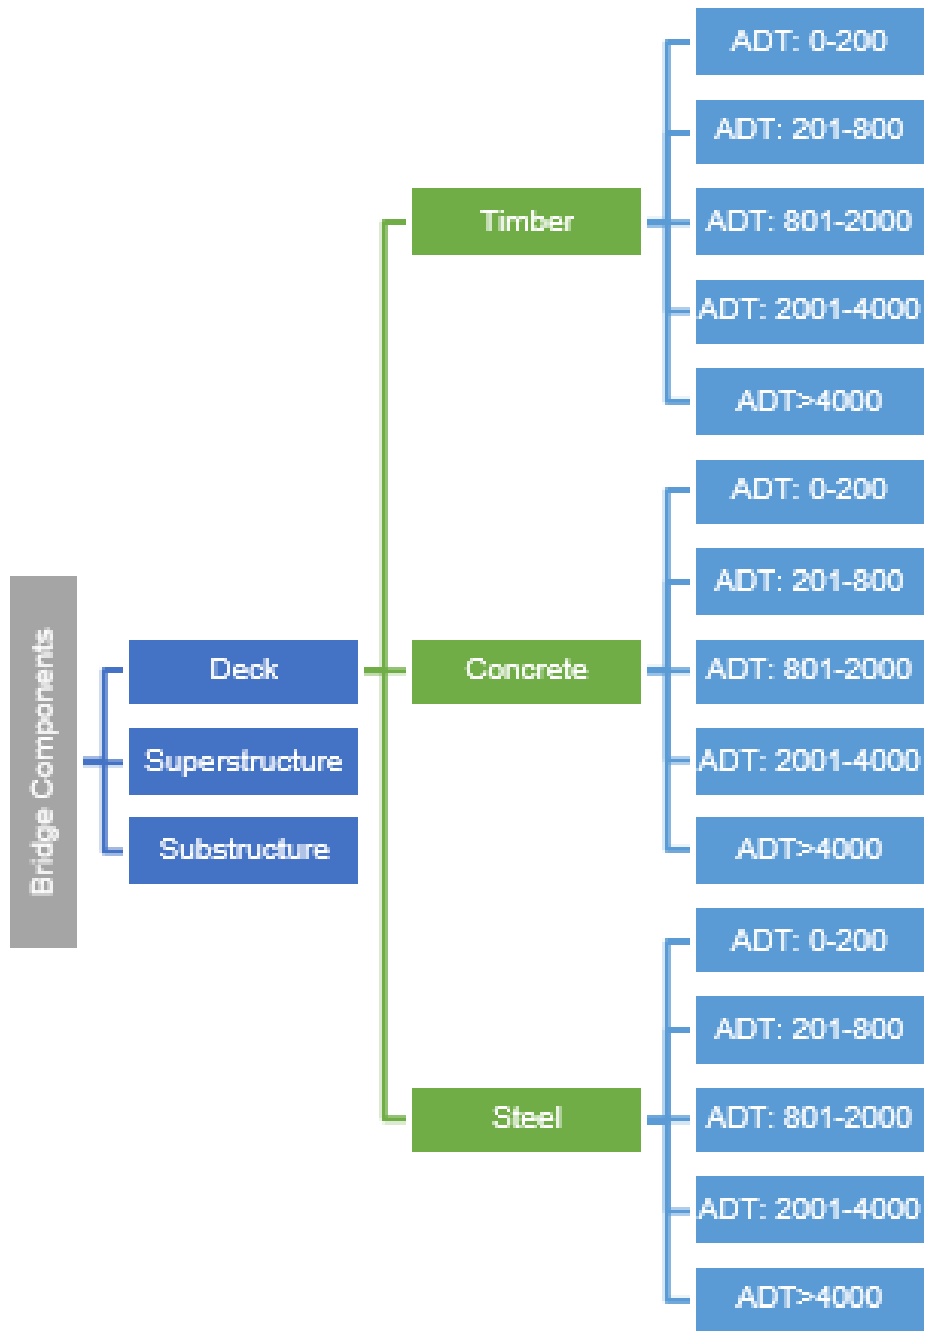 Bridge Components
Deck
Superstructure
Substructure
Timber
ADT: 0-200
ADT: 201-800
ADT: 801-2000
ADT: 2001-4000
ADT>4000
Concrete
ADT: 0-200
ADT: 201-800
ADT: 801-2000
ADT: 2001-4000
ADT>4000
Steel
ADT: 0-200
ADT: 201-800
ADT: 801-2000
ADT: 2001-4000
ADT>4000